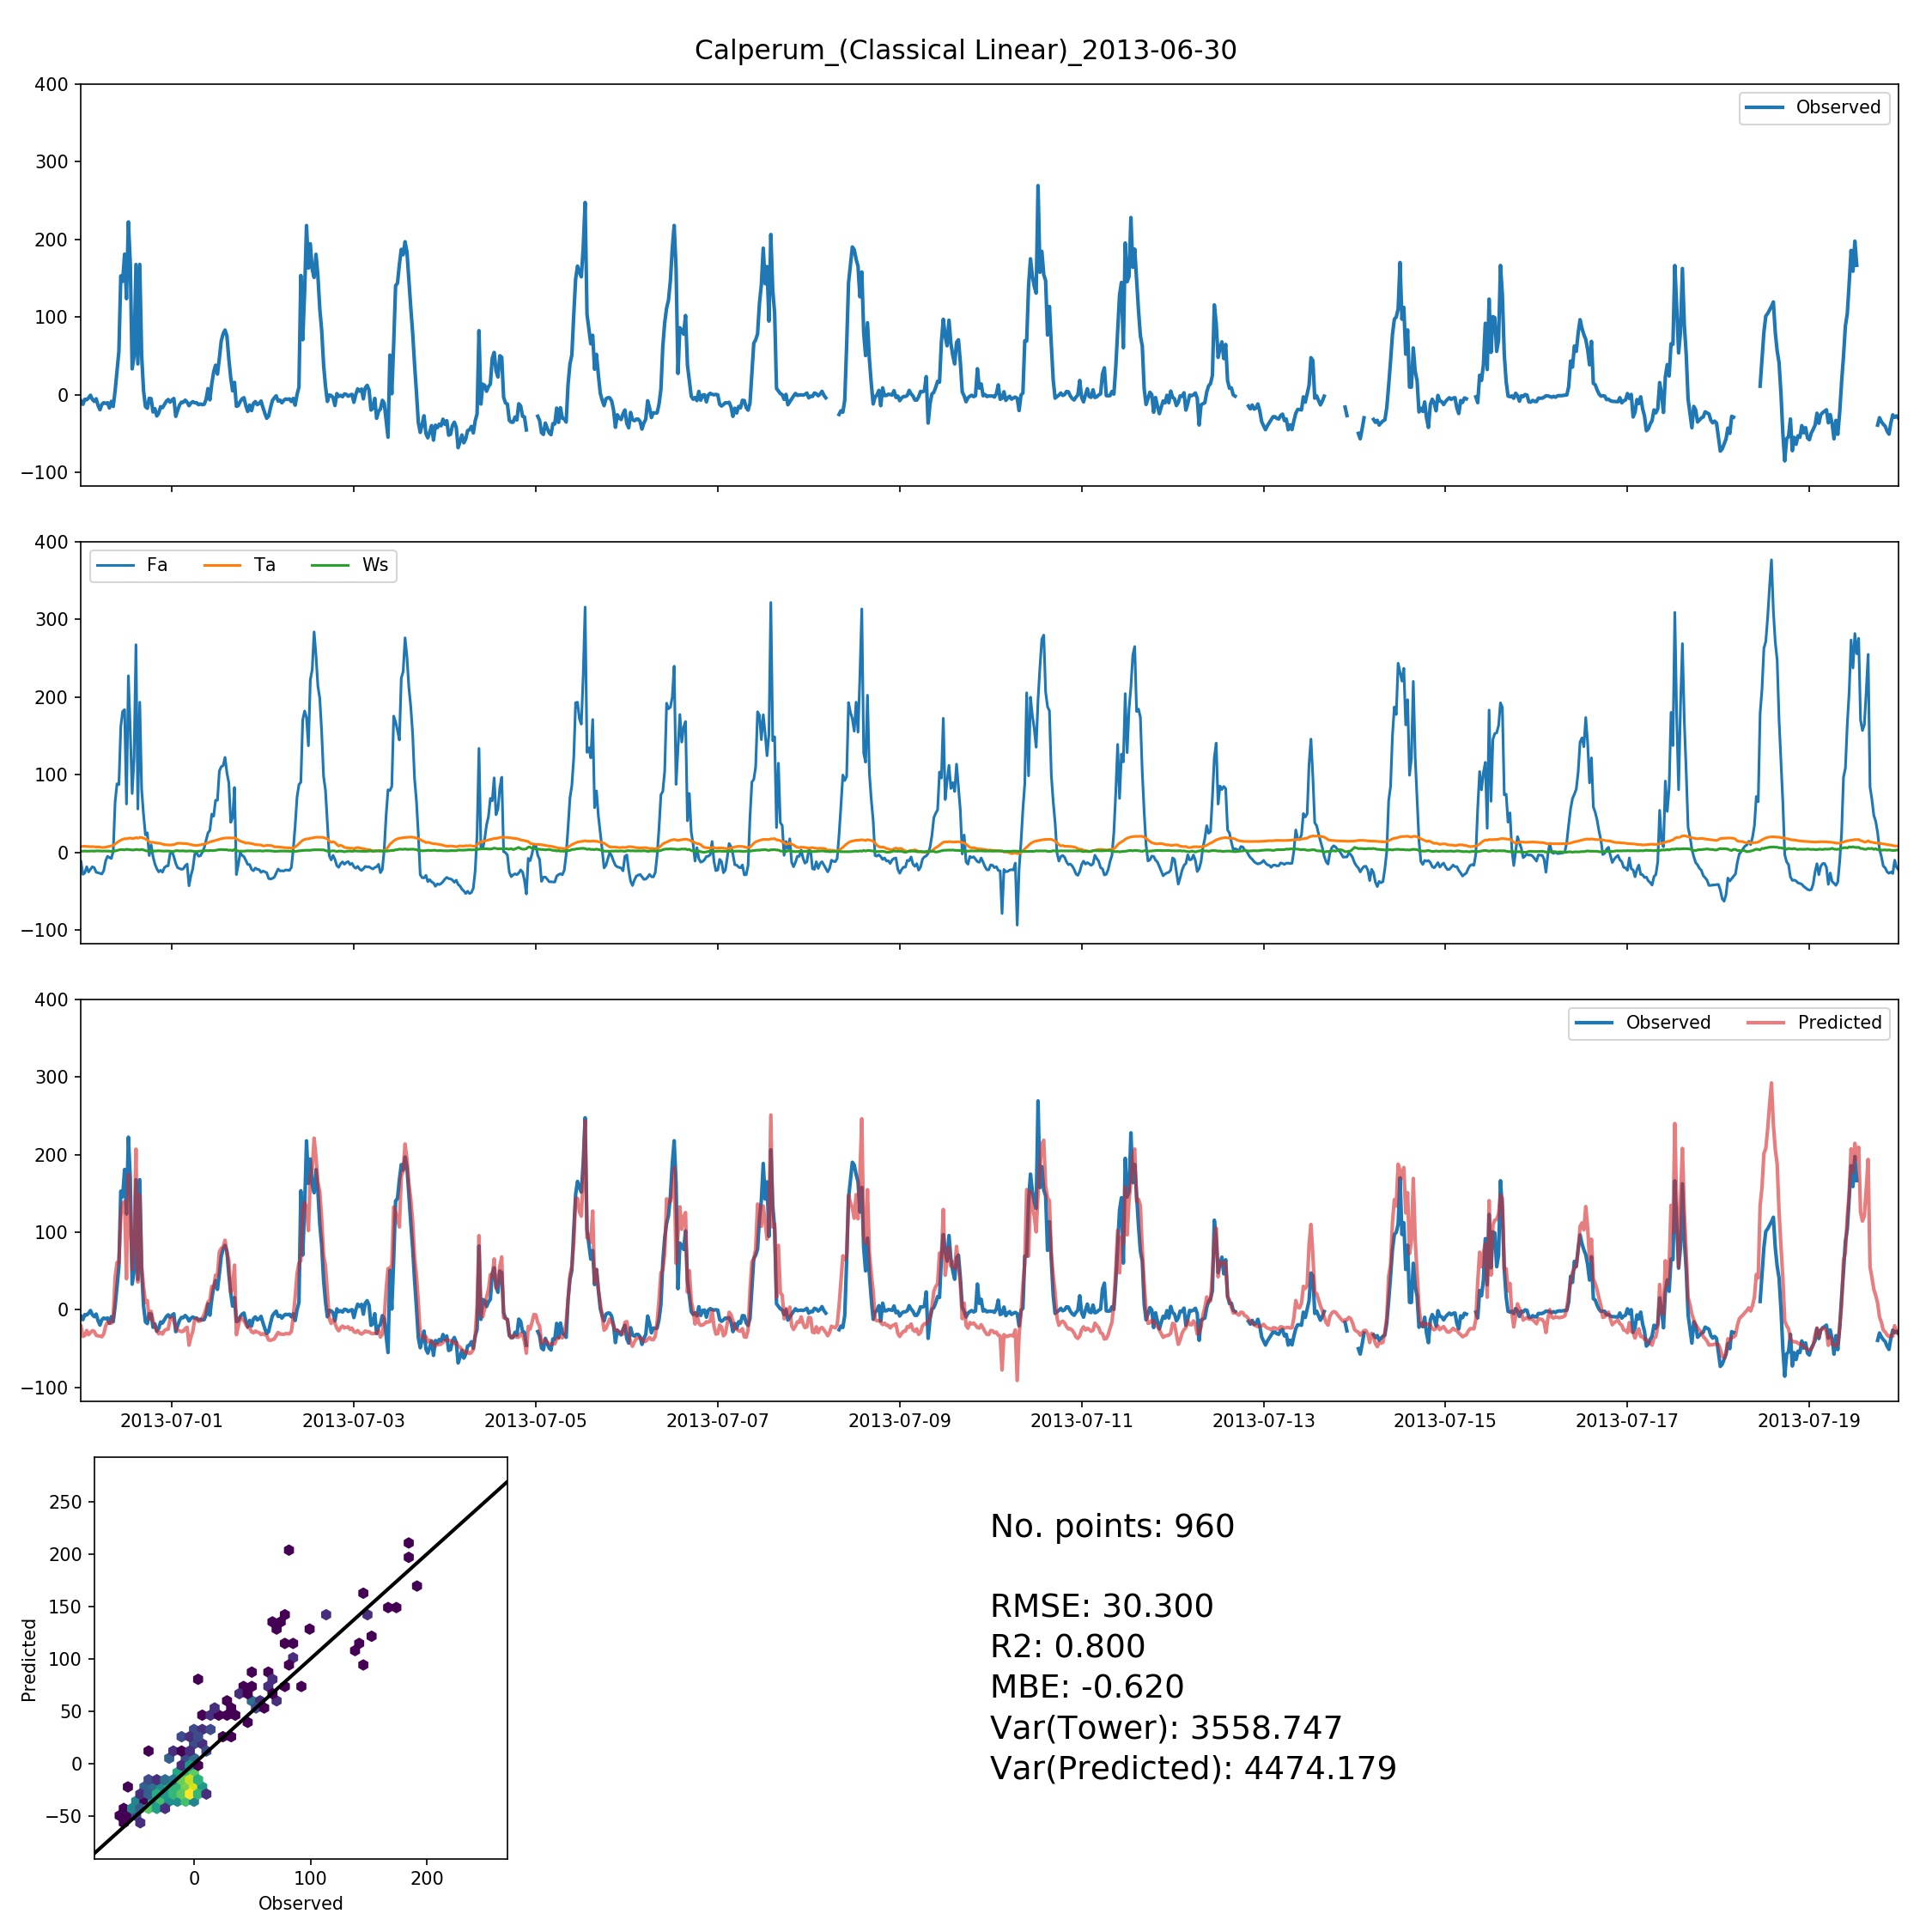 Calperum_(Classical Linear)_2013-06-30
400
300
200
100
0
−100
Observed
400
300
200
100
0
−100
Fa Ta Ws
400
300
200
100
0
−100
Observed Predicted
2013-07-01 2013-07-03 2013-07-05 2013-07-07 2013-07-09 2013-07-11 2013-07-13 2013-07-15 2013-07-17 2013-07-19
Predicted
250
200
150
100
50
0
−50
0 100 200
Observed
No. points: 960
RMSE: 30.300
R2: 0.800
MBE: -0.620
Var(Tower): 3558.747
Var(Predicted): 4474.179